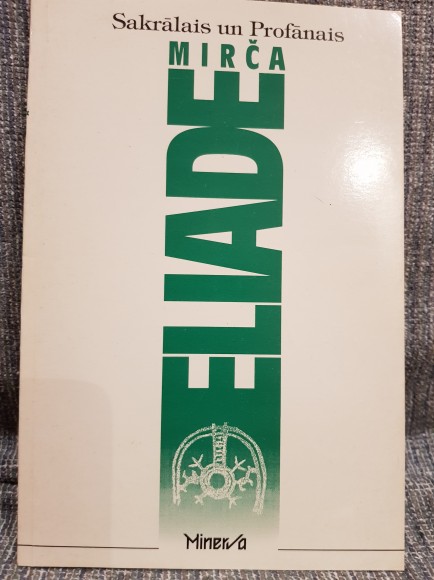 Sakrālais un Profānais
MIRČA
ELIADE
Minerva